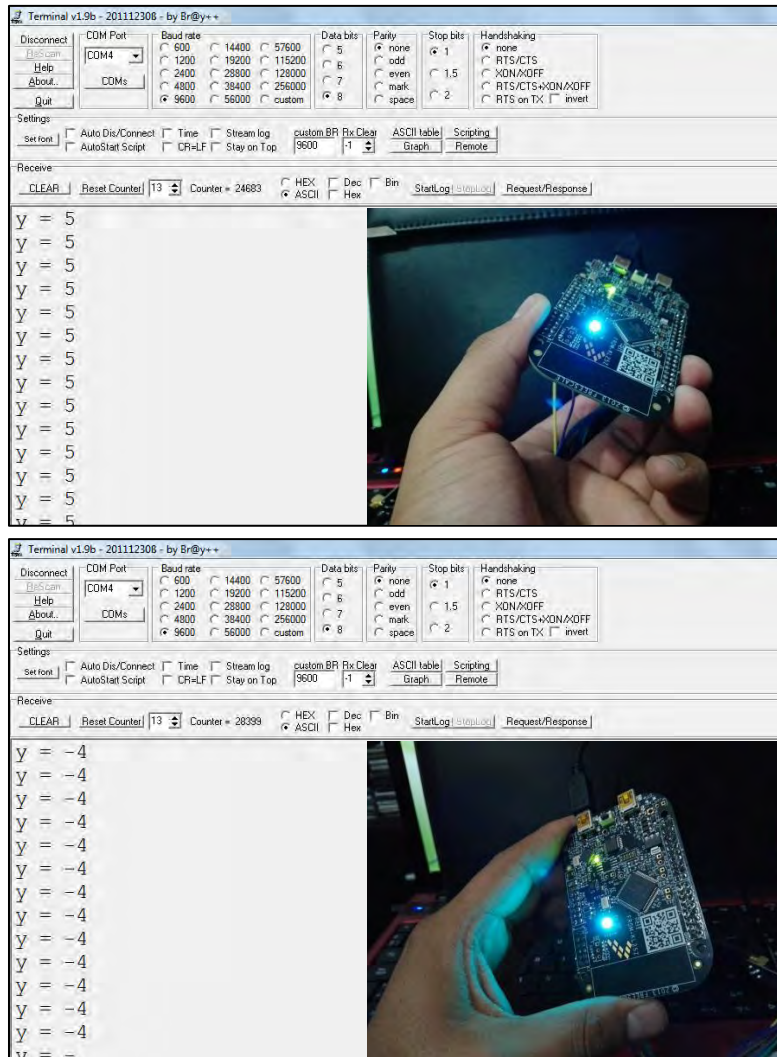 Terminal v1.9b - 20111230ß - by Br@y++
Disconnect
ReScan
Help
About..
Quit
COM Port
COM4
COMs
Baud rate
600 14400 57600
1200 19200 115200
2400 28800 128000
4800 38400 256000
9600 56000 custom
Data bits
5
6
7
8
Parity
none
odd
even
mark
space
Stop bits
1
1.5
2
Handshaking
none
RTS/CTS
XON/XOFF
RTS/CTS+XON/XOFF
RTS on TX invert
Settings
Set font
Auto Dis/Connect Time Stream log
AutoStart Script CR=LF Stay on Top
custom BR Rx Clear
9600 -1
ASCII table Scripting
Graph Remote
Receive
CLEAR Reset Counter 13 Counter = 24683
HEX Dec Bin
ASCII Hex
StartLog StopLog Request/Response
y = 5
y = 5
y = 5
y = 5
y = 5
y = 5
y = 5
y = 5
y = 5
y = 5
y = 5
y = 5
y = 5
y = 5
© 2013 FREESCALE
Terminal v1.9b - 20111230ß - by Br@y++
Disconnect
ReScan
Help
About..
Quit
COM Port
COM4
COMs
Baud rate
600 14400 57600
1200 19200 115200
2400 28800 128000
4800 38400 256000
9600 56000 custom
Data bits
5
6
7
8
Parity
none
odd
even
mark
space
Stop bits
1
1.5
2
Handshaking
none
RTS/CTS
XON/XOFF
RTS/CTS+XON/XOFF
RTS on TX invert
Settings
Set font
Auto Dis/Connect Time Stream log
AutoStart Script CR=LF Stay on Top
custom BR Rx Clear
9600 -1
ASCII table Scripting
Graph Remote
Receive
CLEAR Reset Counter 13 Counter = 28399
HEX Dec Bin
ASCII Hex
StartLog StopLog Request/Response
y = -4
y = -4
y = -4
y = -4
y = -4
y = -4
y = -4
y = -4
y = -4
y = -4
y = -4
y = -4
y = -4
y = -